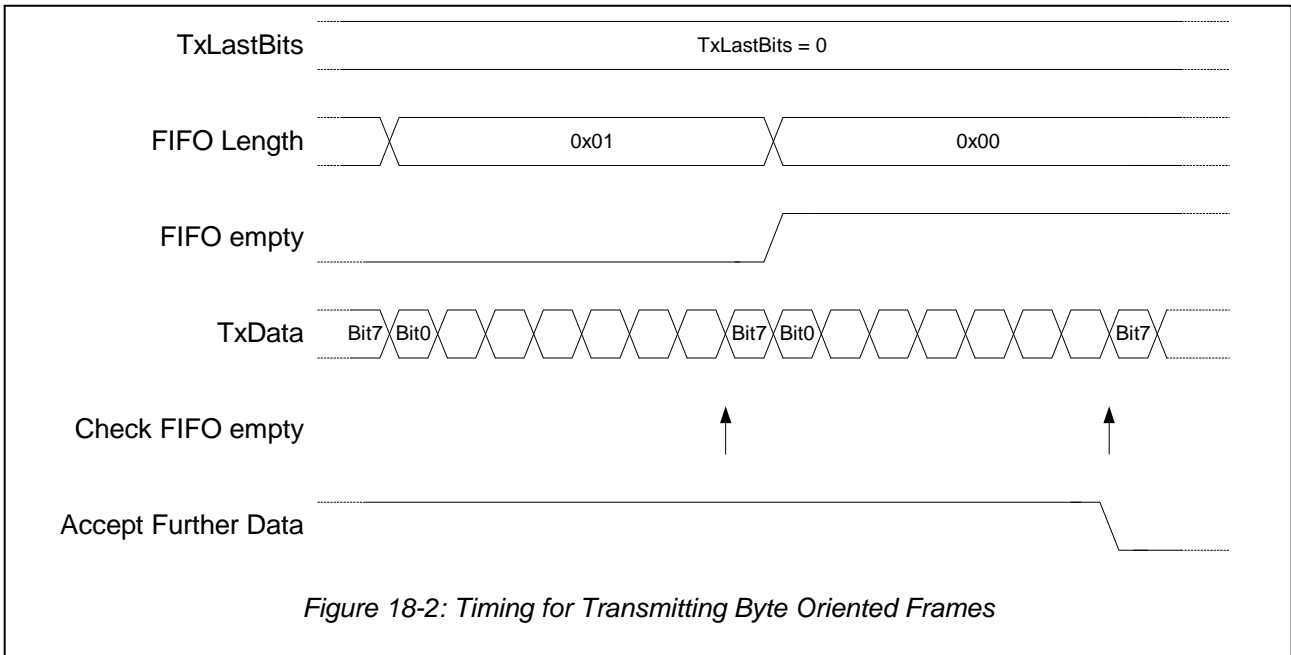 TxLastBits
TxLastBits = 0
FIFO Length
0x01
0x00
FIFO empty
TxData
Bit7 Bit0 Bit7 Bit0 Bit7
Check FIFO empty
Accept Further Data
Figure 18-2: Timing for Transmitting Byte Oriented Frames